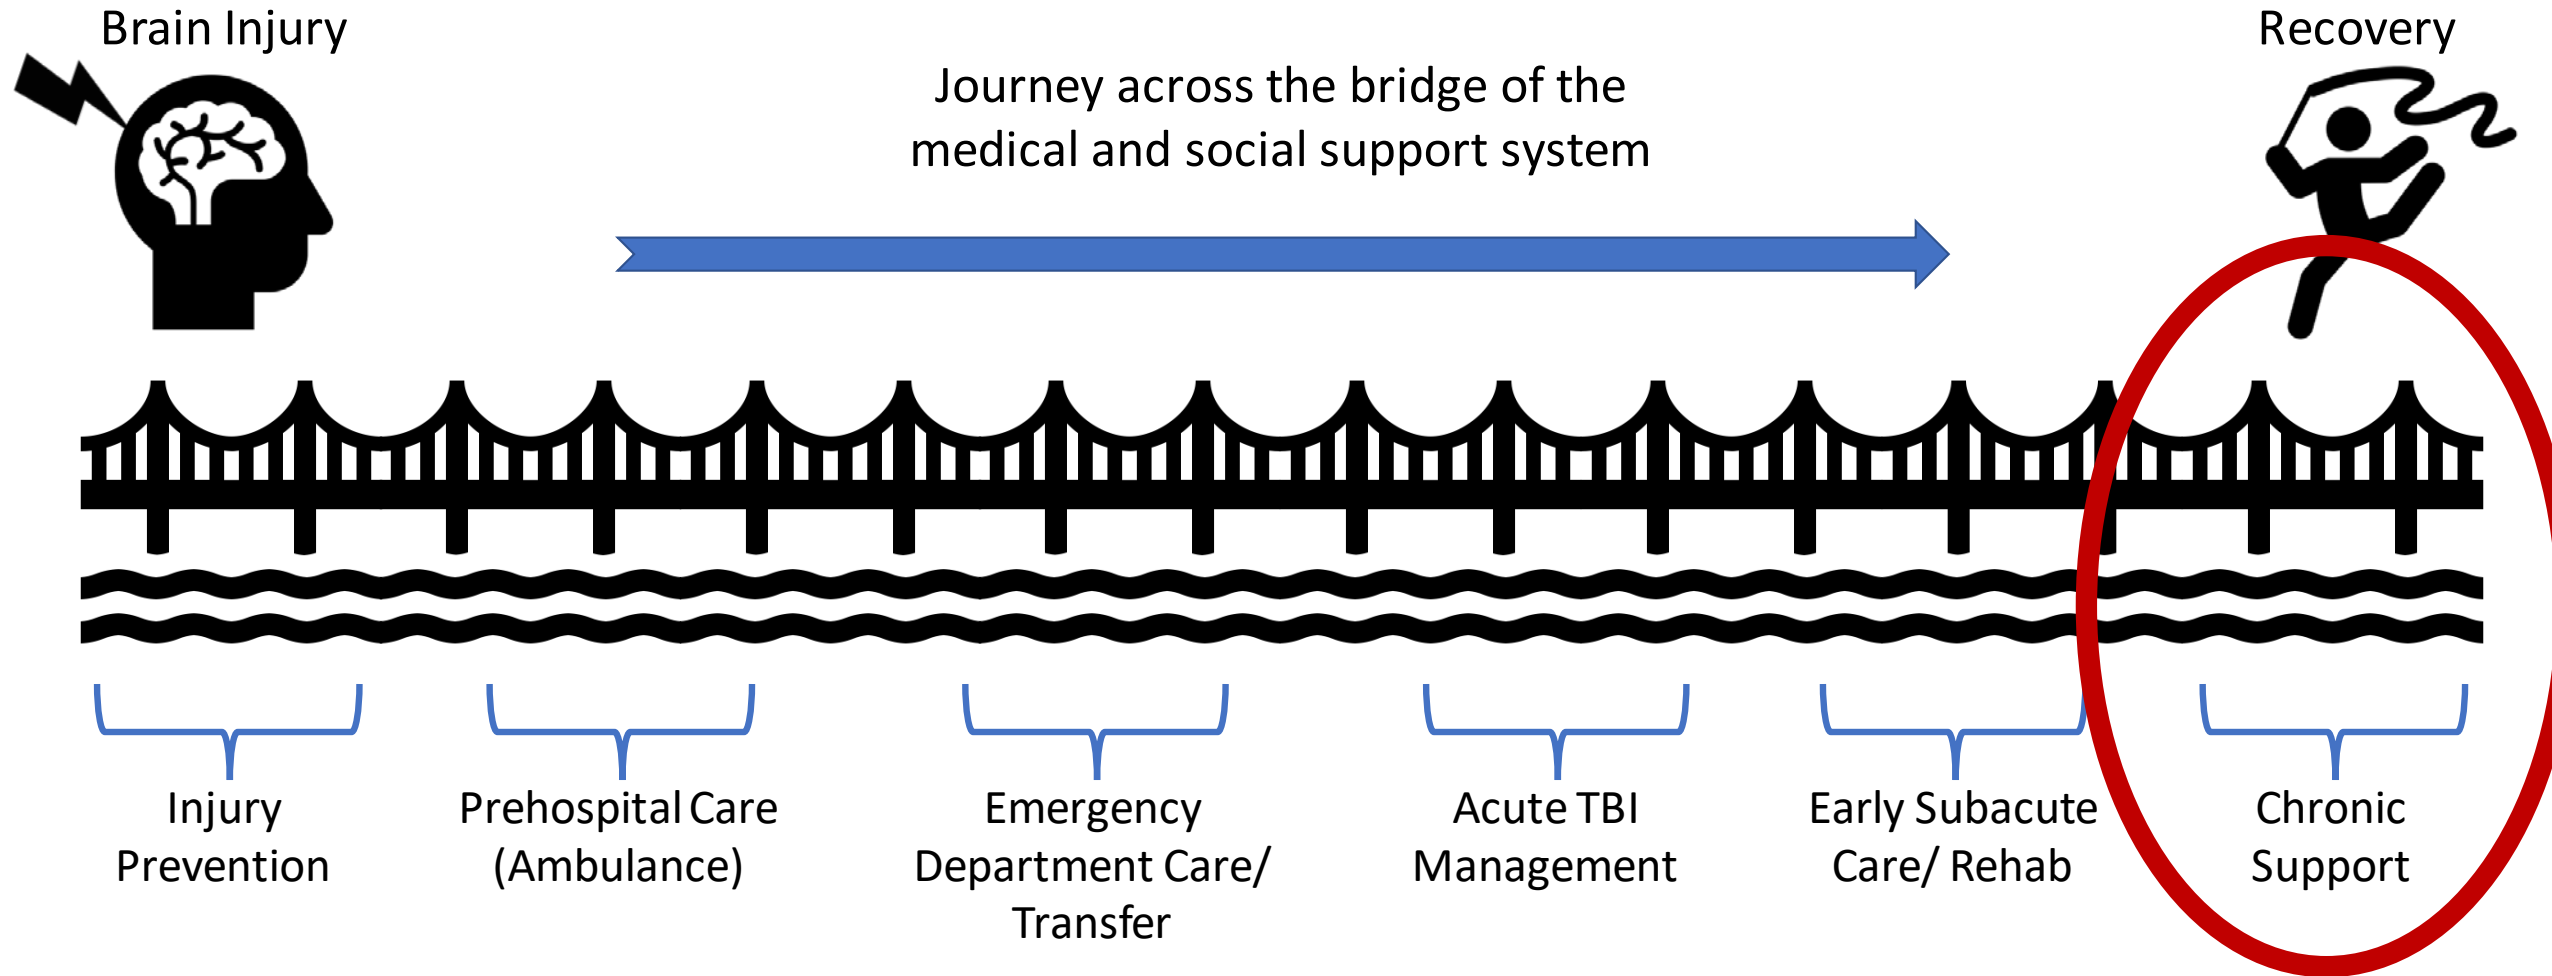 Brain Injury
Recovery
Journey across the bridge of the
medical and social support system
Injury
Prevention
Prehospital Care
(Ambulance)
Emergency
Department Care/
Transfer
Acute TBI
Management
Early Subacute
Care/ Rehab
Chronic
Support